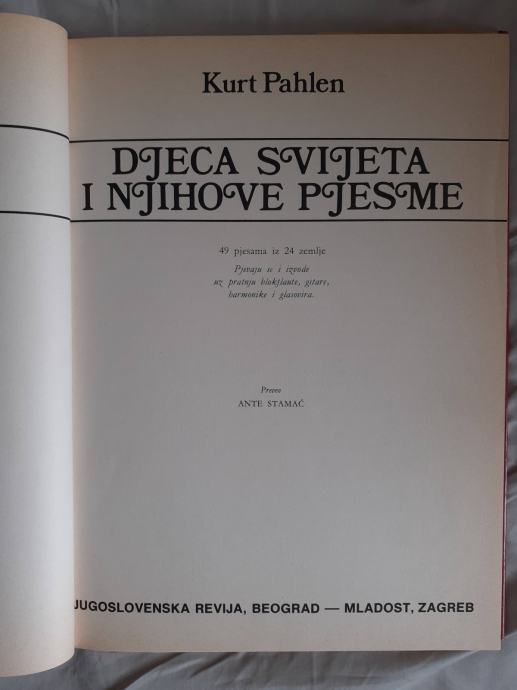 Kurt Pahlen
DJECA SVIJETA
I NJIHOVE PJESME
49 pjesama iz 24 zemlje
Pjevaju se i izvode
uz pratnju blokflaute, gitare,
harmonike i glasovira.
Preveo
ANTE STAMAĆ
JUGOSLOVENSKA REVIJA, BEOGRAD — MLADOST, ZAGREB